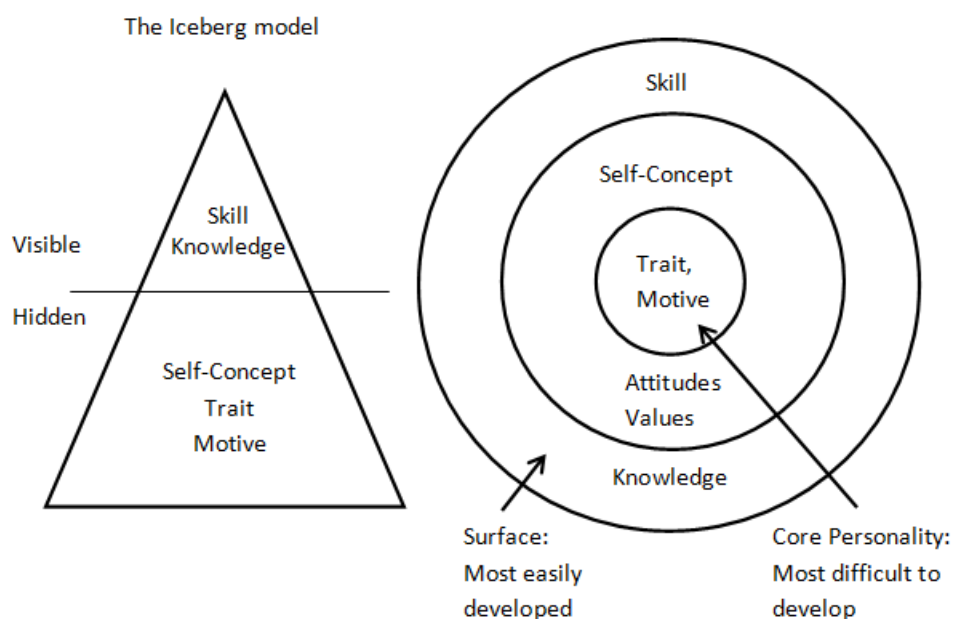 The Iceberg model
Visible
Hidden
Skill
Knowledge
Self-Concept
Trait
Motive
Skill
Self-Concept
Trait,
Motive
Attitudes
Values
Knowledge
Surface:
Most easily
developed
Core Personality:
Most difficult to
develop